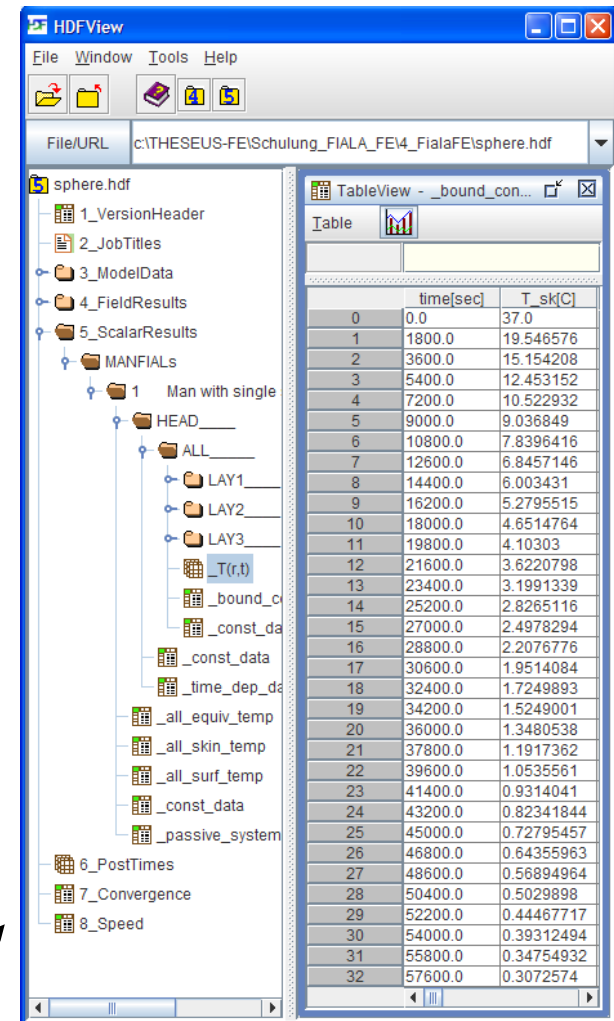 HDFView
File Window Tools Help
4 5
File/URL c:\THESEUS-FE\Schulung_FIALA_FE\4_FialaFE\sphere.hdf
5 sphere.hdf
1_VersionHeader
2_JobTitles
3_ModelData
4_FieldResults
5_ScalarResults
MANFIALs
1 Man with single
HEAD____
ALL_____
LAY1____
LAY2____
LAY3____
_T(r,t)
_bound_c
_const_da
_const_data
_time_dep_da
_all_equiv_temp
_all_skin_temp
_all_surf_temp
_const_data
_passive_system
6_PostTimes
7_Convergence
8_Speed
TableView - _bound_con...
Table
time[sec] T_sk[C]
0 0.0 37.0
1 1800.0 19.546576
2 3600.0 15.154208
3 5400.0 12.453152
4 7200.0 10.522932
5 9000.0 9.036849
6 10800.0 7.8396416
7 12600.0 6.8457146
8 14400.0 6.003431
9 16200.0 5.2795515
10 18000.0 4.6514764
11 19800.0 4.10303
12 21600.0 3.6220798
13 23400.0 3.1991339
14 25200.0 2.8265116
15 27000.0 2.4978294
16 28800.0 2.2076776
17 30600.0 1.9514084
18 32400.0 1.7249893
19 34200.0 1.5249001
20 36000.0 1.3480538
21 37800.0 1.1917362
22 39600.0 1.0535561
23 41400.0 0.9314041
24 43200.0 0.82341844
25 45000.0 0.72795457
26 46800.0 0.64355963
27 48600.0 0.56894964
28 50400.0 0.5029898
29 52200.0 0.44467717
30 54000.0 0.39312494
31 55800.0 0.34754932
32 57600.0 0.3072574